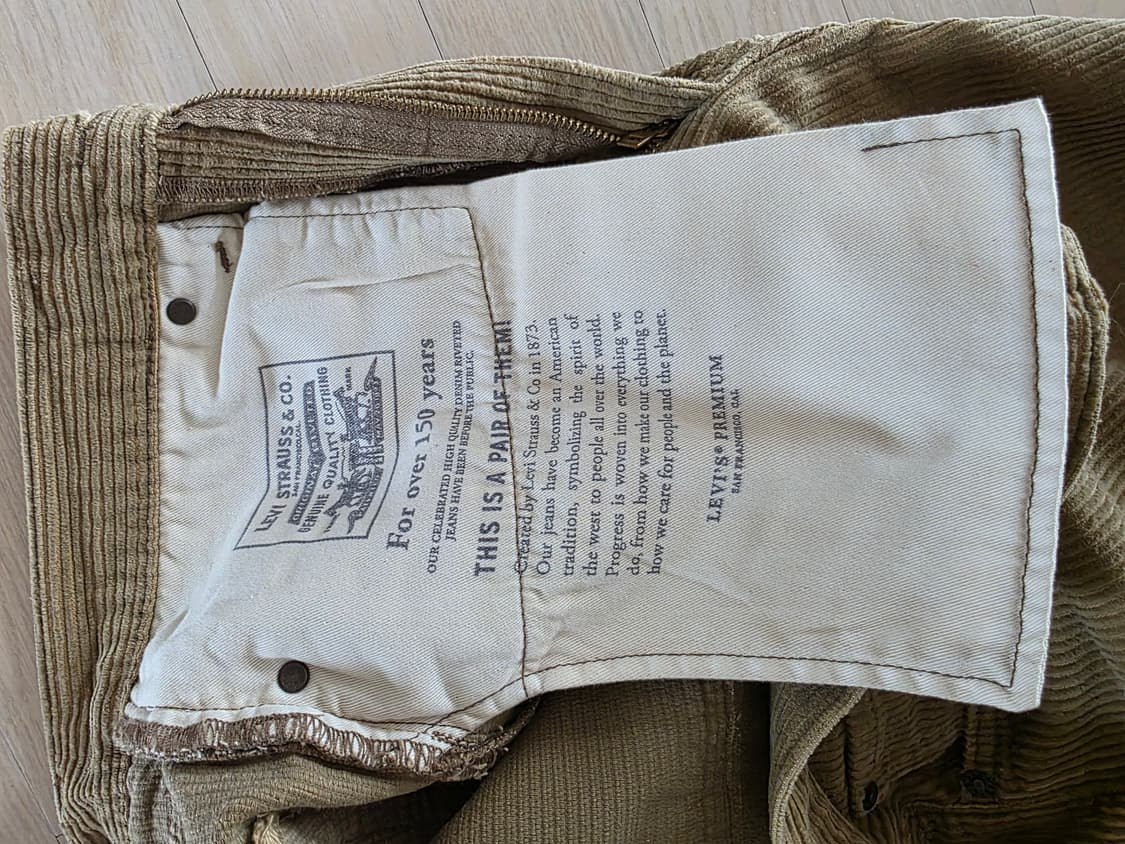 LEVI STRAUSS & CO.
SAN FRANCISCO, CAL.
ORIGINAL RIVETED
GENUINE QUALITY CLOTHING
MARK
For over 150 years
OUR CELEBRATED HIGH QUALITY DENIM RIVETED
JEANS HAVE BEEN BEFORE THE PUBLIC.
THIS IS A PAIR OF THEM!
Created by Levi Strauss & Co in 1873.
Our jeans have become an American
tradition, symbolizing the spirit of
the west to people all over the world.
Progress is woven into everything we
do, from how we make our clothing to
how we care for people and the planet.
LEVI'S® PREMIUM
SAN FRANCISCO, CAL